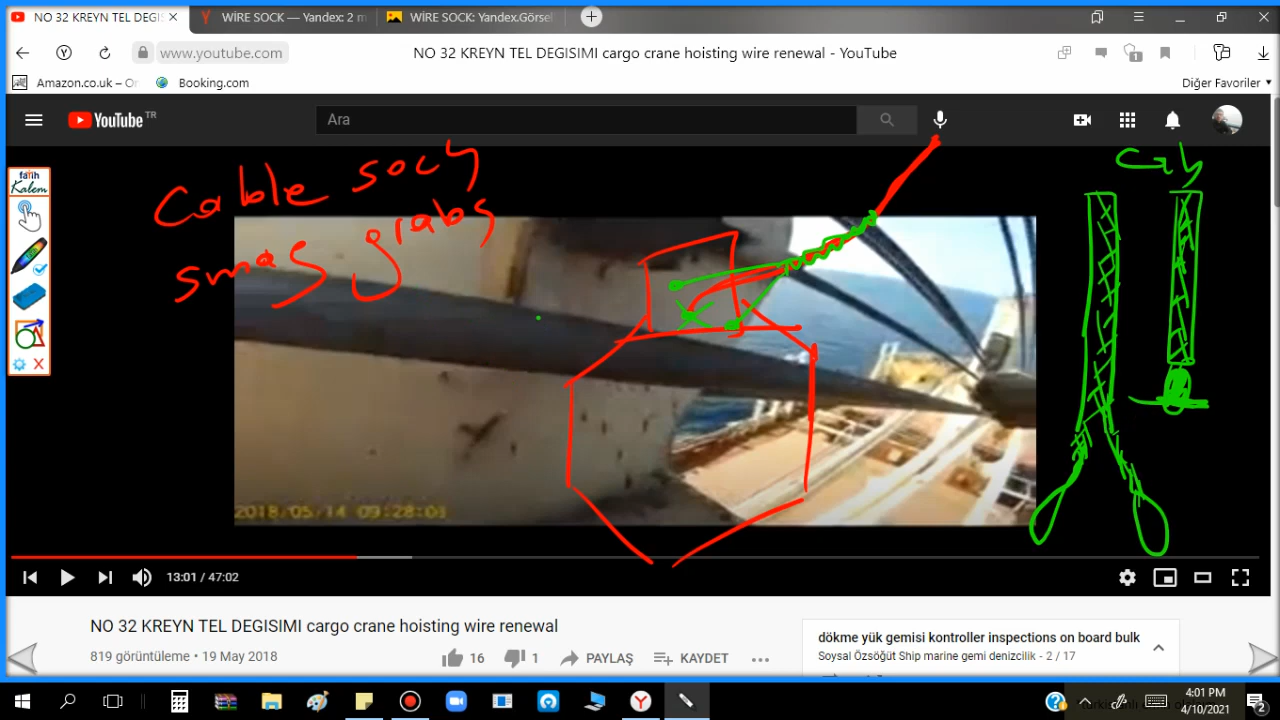 NO 32 KREYN TEL DEGIS
WİRE SOCK — Yandex: 2 m
WİRE SOCK: Yandex.Görsel
www.youtube.com
NO 32 KREYN TEL DEGISIMI cargo crane hoisting wire renewal - YouTube
1
Amazon.co.uk – Or
Booking.com
Diğer Favoriler
YouTube TR
Ara
fatih
Kalem
Cable sock
grabs
2018/05/14 09:28:03
13:01 / 47:02
NO 32 KREYN TEL DEGISIMI cargo crane hoisting wire renewal
819 görüntüleme • 19 May 2018
16
1
PAYLAŞ
KAYDET
dökme yük gemisi kontroller inspections on board bulk
Soysal Özsöğüt Ship marine gemi denizcilik - 2 / 17
4:01 PM
4/10/2021
2